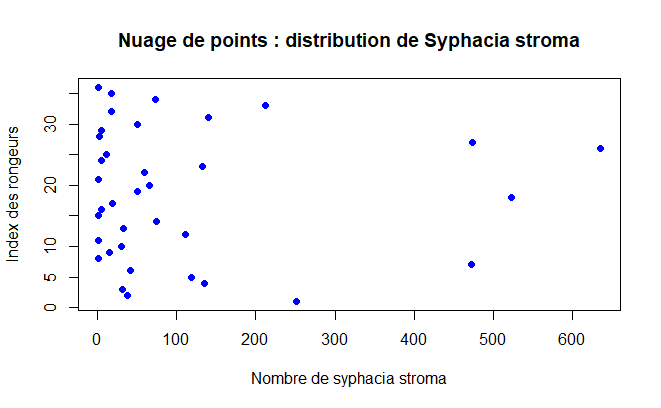 Nuage de points : distribution de Syphacia stroma
Index des rongeurs
30
20
10
5
0
0 100 200 300 400 500 600
Nombre de syphacia stroma